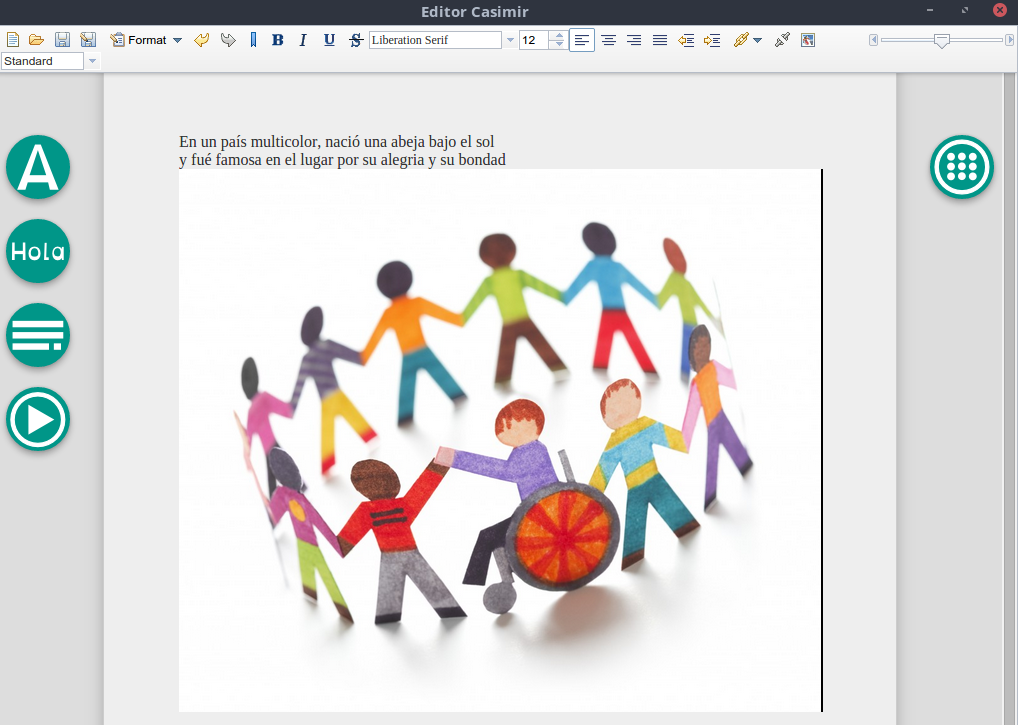 Editor Casimir
Format
B I U S
Liberation Serif
12
Standard
En un país multicolor, nació una abeja bajo el sol
y fué famosa en el lugar por su alegria y su bondad
A
Hola